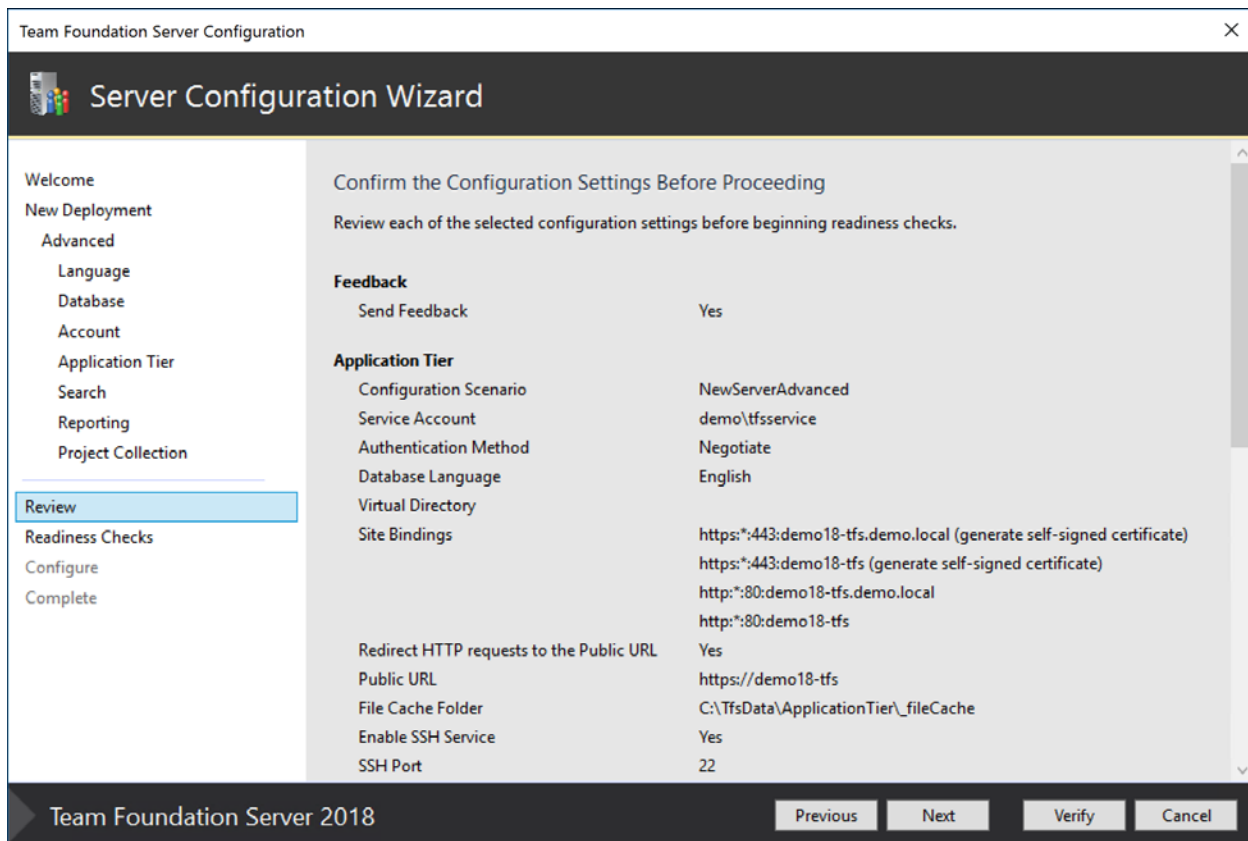 Team Foundation Server Configuration
Server Configuration Wizard
Welcome
New Deployment
Advanced
Language
Database
Account
Application Tier
Search
Reporting
Project Collection
Review
Readiness Checks
Configure
Complete
Confirm the Configuration Settings Before Proceeding
Review each of the selected configuration settings before beginning readiness checks.
Feedback
Send Feedback Yes
Application Tier
Configuration Scenario NewServerAdvanced
Service Account demo\tfsservice
Authentication Method Negotiate
Database Language English
Virtual Directory
Site Bindings https:*:443:demo18-tfs.demo.local (generate self-signed certificate)
https:*:443:demo18-tfs (generate self-signed certificate)
http:*:80:demo18-tfs.demo.local
http:*:80:demo18-tfs
Redirect HTTP requests to the Public URL Yes
Public URL https://demo18-tfs
File Cache Folder C:\TfsData\ApplicationTier\_fileCache
Enable SSH Service Yes
SSH Port 22
Team Foundation Server 2018
Previous Next Verify Cancel